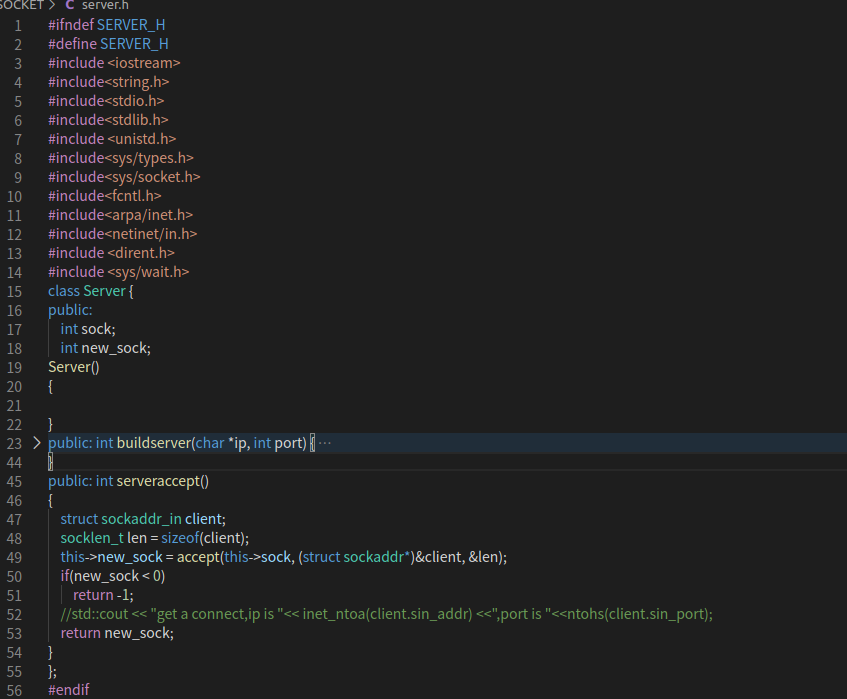 SOCKET > C server.h
1 #ifndef SERVER_H
2 #define SERVER_H
3 #include <iostream>
4 #include<string.h>
5 #include<stdio.h>
6 #include<stdlib.h>
7 #include <unistd.h>
8 #include<sys/types.h>
9 #include<sys/socket.h>
10 #include<fcntl.h>
11 #include<arpa/inet.h>
12 #include<netinet/in.h>
13 #include <dirent.h>
14 #include <sys/wait.h>
15 class Server {
16 public:
17 int sock;
18 int new_sock;
19 Server()
20 {
21
22 }
23 > public: int buildserver(char *ip, int port) { ···
44 }
45 public: int serveraccept()
46 {
47 struct sockaddr_in client;
48 socklen_t len = sizeof(client);
49 this->new_sock = accept(this->sock, (struct sockaddr*)&client, &len);
50 if(new_sock < 0)
51 return -1;
52 //std::cout << "get a connect,ip is "<< inet_ntoa(client.sin_addr) <<",port is "<<ntohs(client.sin_port);
53 return new_sock;
54 }
55 };
56 #endif